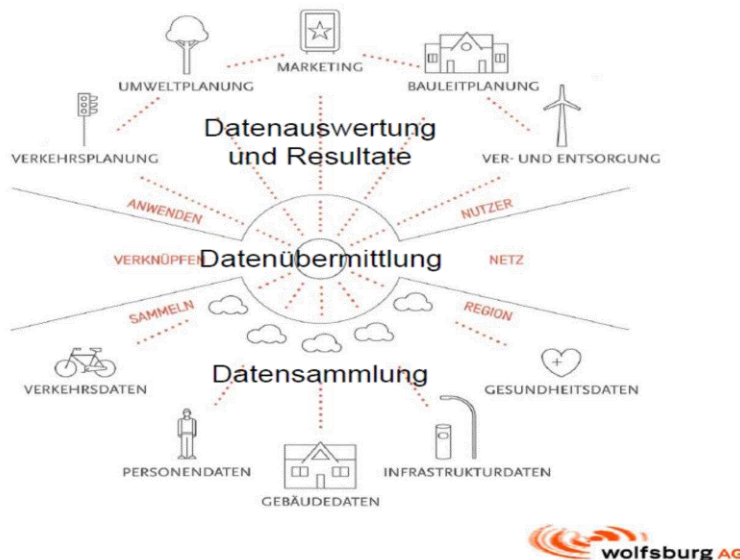 MARKETING
UMWELTPLANUNG
BAULEITPLANUNG
Datenauswertung
und Resultate
VERKEHRSPLANUNG
VER- UND ENTSORGUNG
ANWENDEN
NUTZER
VERKNÜPFEN
Datenübermittlung
NETZ
SAMMELN
REGION
Datensammlung
VERKEHRSDATEN
GESUNDHEITSDATEN
PERSONENDATEN
INFRASTRUKTURDATEN
GEBÄUDEDATEN
wolfsburg AG